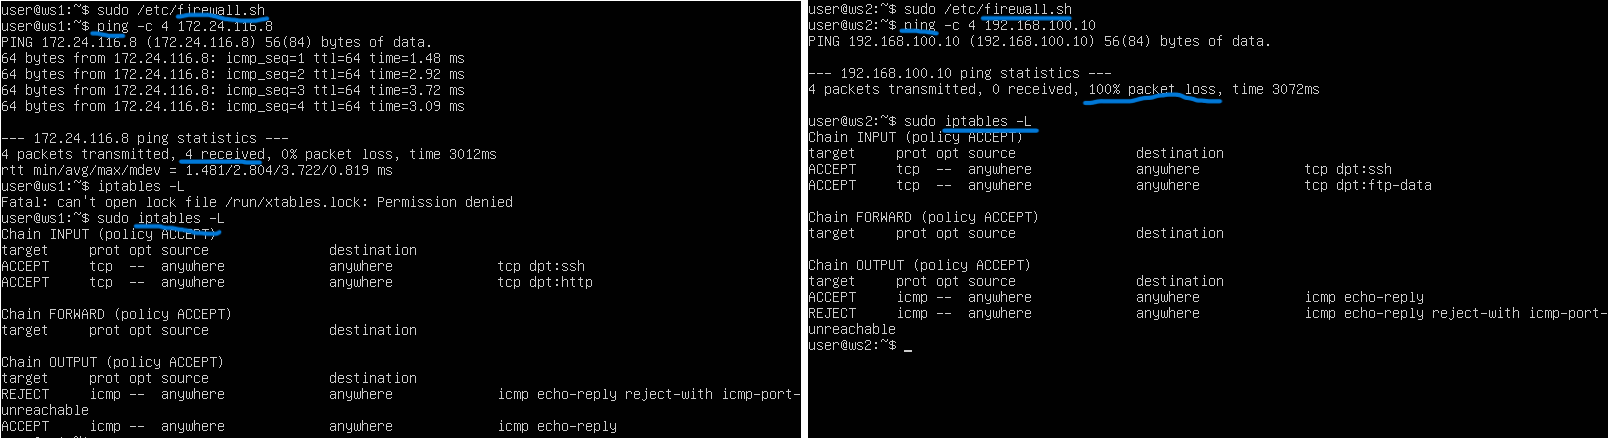 user@ws1:~$ sudo /etc/firewall.sh
user@ws1:~$ ping -c 4 172.24.116.8
PING 172.24.116.8 (172.24.116.8) 56(84) bytes of data.
64 bytes from 172.24.116.8: icmp_seq=1 ttl=64 time=1.48 ms
64 bytes from 172.24.116.8: icmp_seq=2 ttl=64 time=2.92 ms
64 bytes from 172.24.116.8: icmp_seq=3 ttl=64 time=3.72 ms
64 bytes from 172.24.116.8: icmp_seq=4 ttl=64 time=3.09 ms
--- 172.24.116.8 ping statistics ---
4 packets transmitted, 4 received, 0% packet loss, time 3012ms
rtt min/avg/max/mdev = 1.481/2.804/3.722/0.819 ms
user@ws1:~$ iptables -L
Fatal: can't open lock file /run/xtables.lock: Permission denied
user@ws1:~$ sudo iptables -L
Chain INPUT (policy ACCEPT)
target prot opt source destination
ACCEPT tcp -- anywhere anywhere tcp dpt:ssh
ACCEPT tcp -- anywhere anywhere tcp dpt:http
Chain FORWARD (policy ACCEPT)
target prot opt source destination
Chain OUTPUT (policy ACCEPT)
target prot opt source destination
REJECT icmp -- anywhere anywhere icmp echo-reply reject-with icmp-port-
unreachable
ACCEPT icmp -- anywhere anywhere icmp echo-reply
user@ws2:~$ sudo /etc/firewall.sh
user@ws2:~$ ping -c 4 192.168.100.10
PING 192.168.100.10 (192.168.100.10) 56(84) bytes of data.
--- 192.168.100.10 ping statistics ---
4 packets transmitted, 0 received, 100% packet loss, time 3072ms
user@ws2:~$ sudo iptables -L
Chain INPUT (policy ACCEPT)
target prot opt source destination
ACCEPT tcp -- anywhere anywhere tcp dpt:ssh
ACCEPT tcp -- anywhere anywhere tcp dpt:ftp-data
Chain FORWARD (policy ACCEPT)
target prot opt source destination
Chain OUTPUT (policy ACCEPT)
target prot opt source destination
ACCEPT icmp -- anywhere anywhere icmp echo-reply
REJECT icmp -- anywhere anywhere icmp echo-reply reject-with icmp-port-
unreachable
user@ws2:~$ _